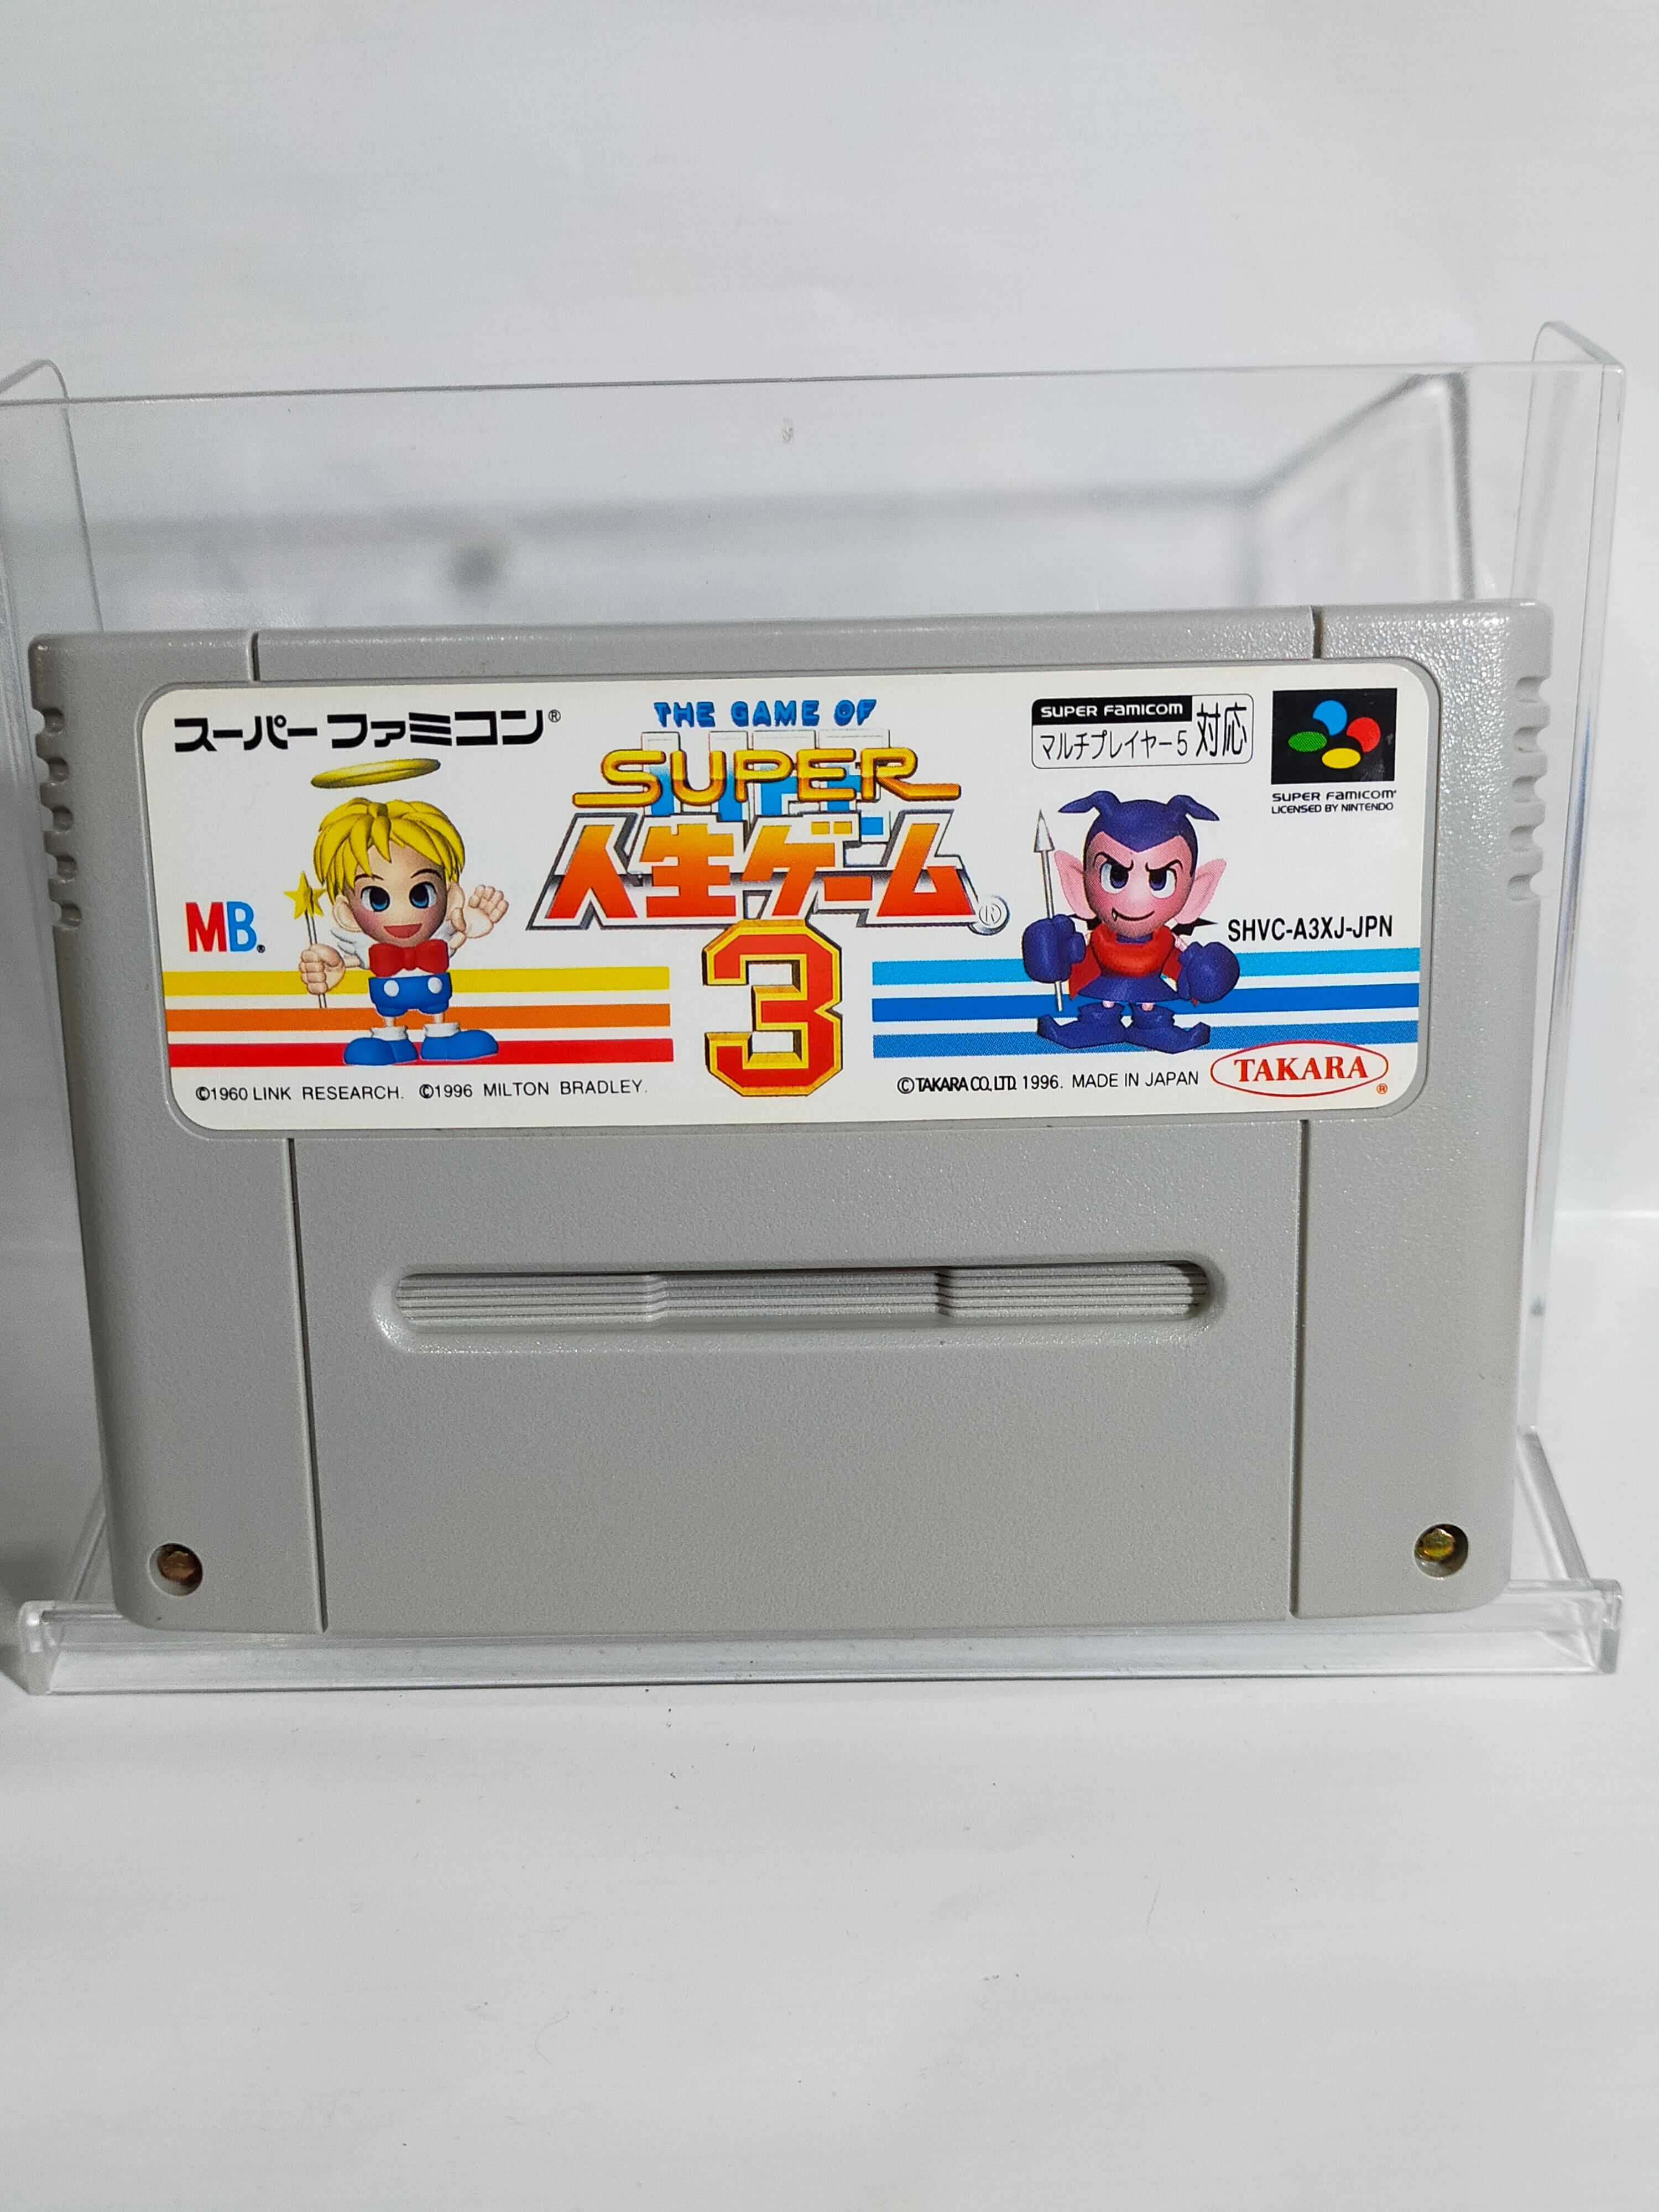 スーパーファミコン®
THE GAME OF
LIFE
SUPER
人生ゲーム®
3
SUPER FAMICOM
マルチプレイヤー5
対応
SUPER FAMICOM
LICENSED BY NINTENDO
MB®
SHVC-A3XJ-JPN
©1960 LINK RESEARCH. ©1996 MILTON BRADLEY.
©TAKARA CO., LTD. 1996. MADE IN JAPAN
TAKARA®